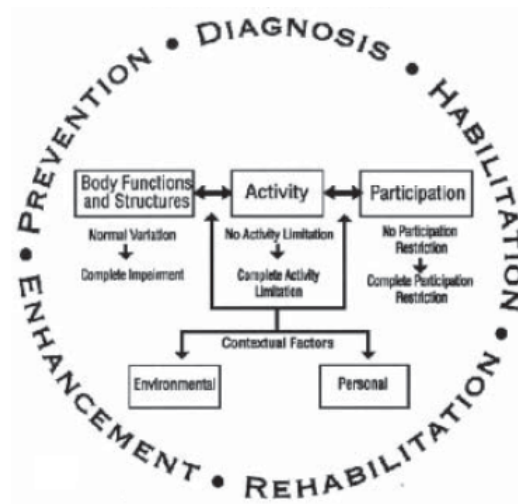 PREVENTION • DIAGNOSIS • HABILITATION • REHABILITATION • ENHANCEMENT •
Body Functions
and Structures
Activity
Participation
Normal Variation
Complete Impairment
No Activity Limitation
Complete Activity
Limitation
No Participation
Restriction
Complete Participation
Restriction
Contextual Factors
Environmental
Personal